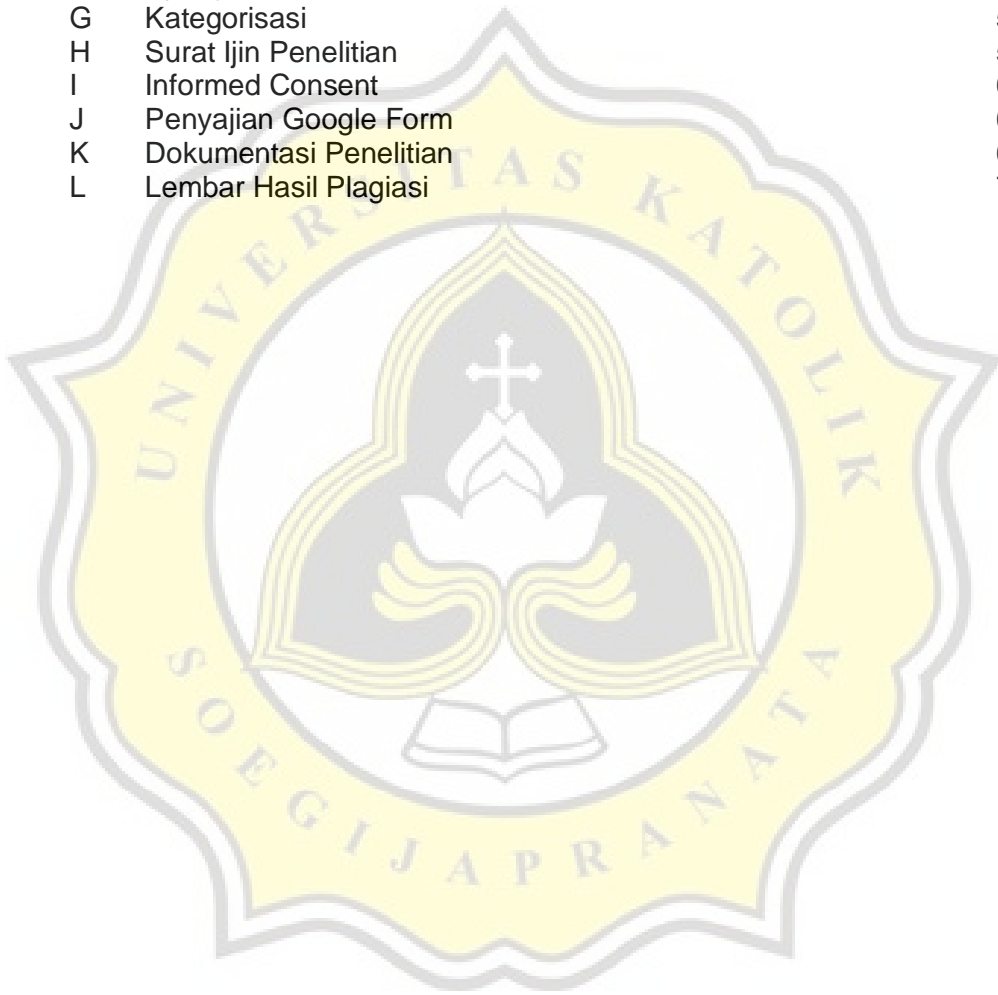 G Kategorisasi
H Surat Ijin Penelitian
I Informed Consent
J Penyajian Google Form
K Dokumentasi Penelitian
L Lembar Hasil Plagiasi
UNIVERSITAS KATOLIK
SOEGIJAPRANATA